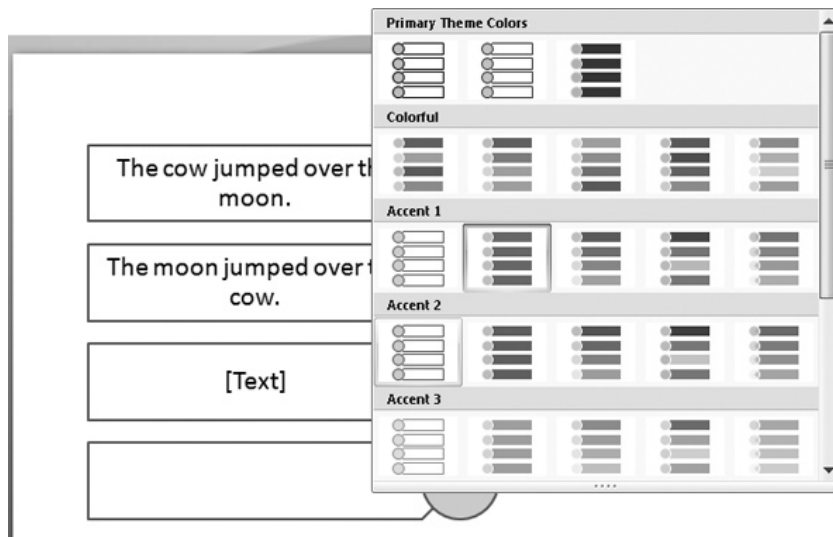 Primary Theme Colors
Colorful
Accent 1
Accent 2
Accent 3
The cow jumped over th
moon.
The moon jumped over t
cow.
[Text]